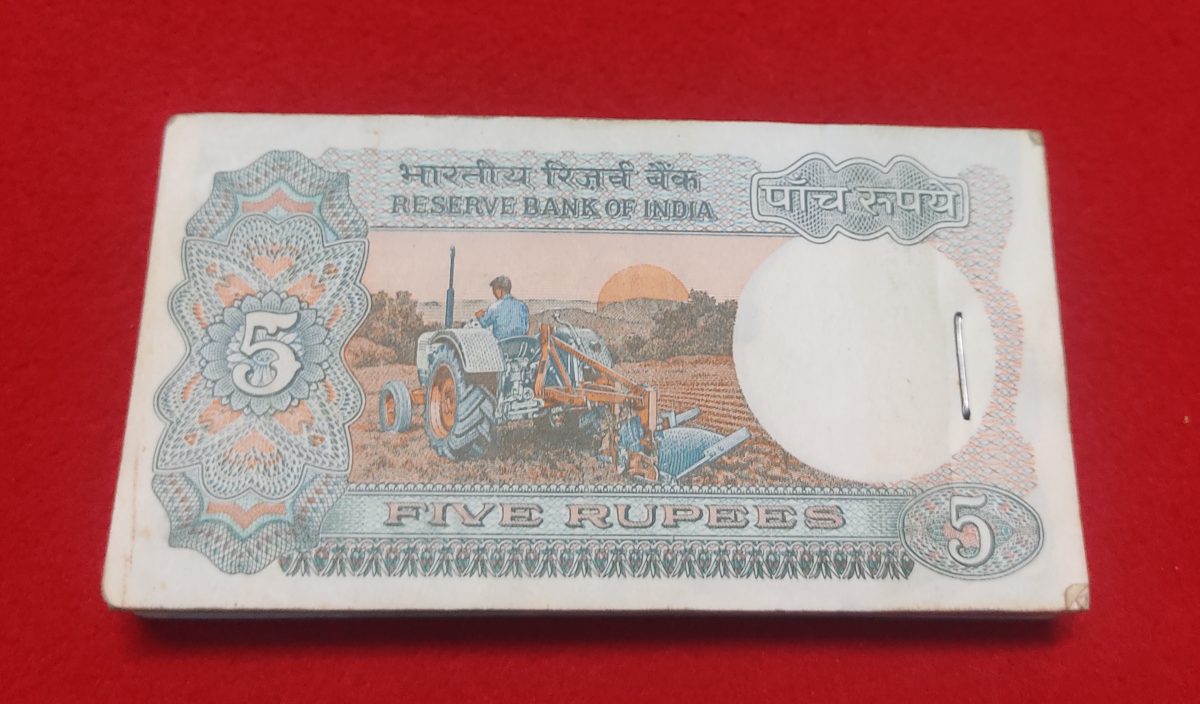 भारतीय रिज़र्व बैंक
RESERVE BANK OF INDIA
पाँच रूपये
5
FIVE RUPEES
5